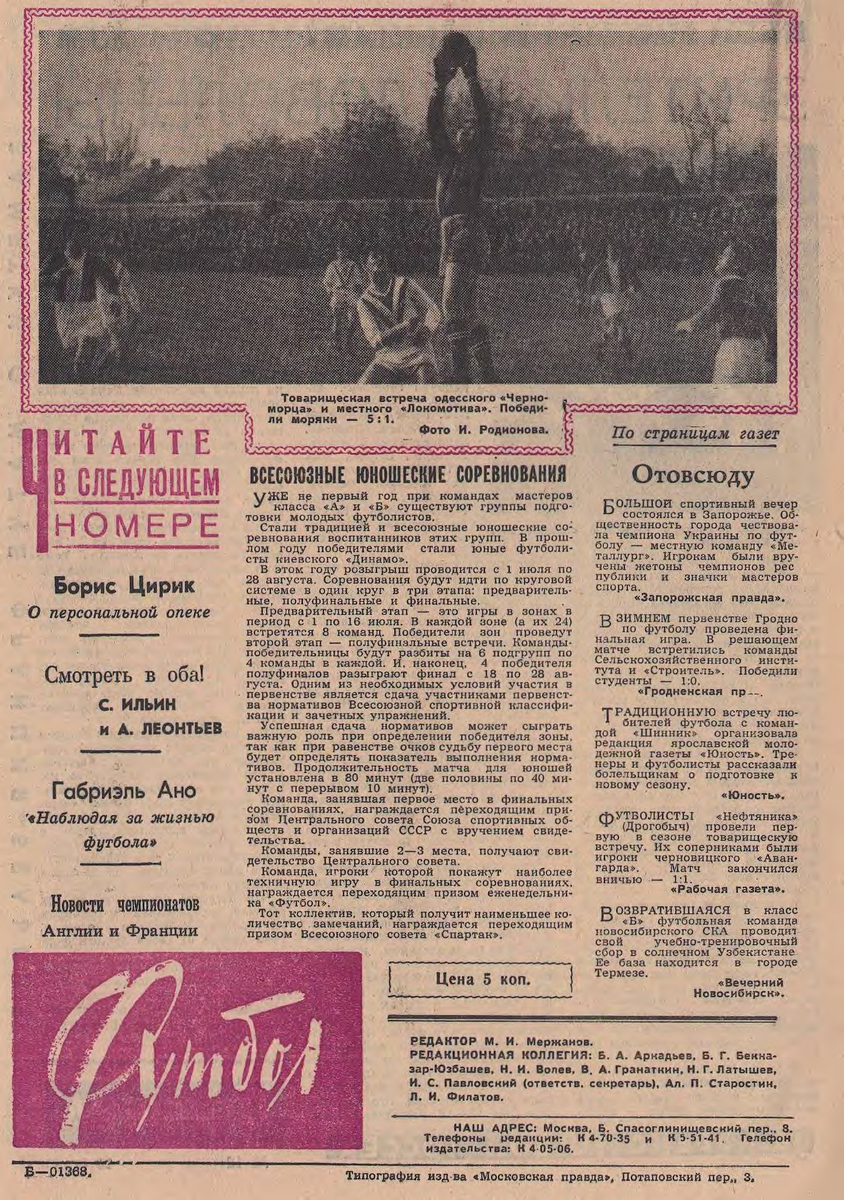 Товарищеская встреча одесского «Черно-
морца» и местного «Локомотива». Победи-
ли моряки — 5:1.
Фото И. Родионова.
ЧИТАЙТЕ
В СЛЕДУЮЩЕМ
НОМЕРЕ
Борис Цирик
О персональной опеке
Смотреть в оба!
С. ИЛЬИН
и А. ЛЕОНТЬЕВ
Габриэль Ано
«Наблюдая за жизнью
футбола»
Новости чемпионатов
Англии и Франции
ВСЕСОЮЗНЫЕ ЮНОШЕСКИЕ СОРЕВНОВАНИЯ
УЖЕ не первый год при командах мастеров
класса «А» и «Б» существуют группы подго-
товки молодых футболистов.
Стали традицией и всесоюзные юношеские со-
ревнования воспитанников этих групп. В прош-
лом году победителями стали юные футболи-
сты киевского «Динамо».
В этом году розыгрыш проводится с 1 июля по
28 августа. Соревнования будут идти по круговой
системе в один круг в три этапа: предваритель-
ные, полуфинальные и финальные.
Предварительный этап — это игры в зонах в
период с 1 по 16 июля. В каждой зоне (а их 24)
встретятся 8 команд. Победители зон проведут
второй этап — полуфинальные встречи. Команды-
победительницы будут разбиты на 6 подгрупп по
4 команды в каждой. И, наконец, 4 победителя
полуфиналов разыграют финал с 18 по 28 ав-
густа. Одним из необходимых условий участия в
первенстве является сдача участниками первенст-
ва нормативов Всесоюзной спортивной классифи-
кации и зачетных упражнений.
Успешная сдача нормативов может сыграть
важную роль при определении победителя зоны,
так как при равенстве очков судьбу первого места
будет определять показатель выполнения норма-
тивов. Продолжительность матча для юношей
установлена в 80 минут (две половины по 40 ми-
нут с перерывом 10 минут).
Команда, занявшая первое место в финальных
соревнованиях, награждается переходящим при-
зом Центрального совета Союза спортивных об-
ществ и организаций СССР с вручением свиде-
тельства.
Команды, занявшие 2—3 места, получают сви-
детельство Центрального совета.
Команда, игроки которой покажут наиболее
техничную игру в финальных соревнованиях,
награждается переходящим призом еженедельни-
ка «Футбол».
Тот коллектив, который получит наименьшее ко-
личество замечаний, награждается переходящим
призом Всесоюзного совета «Спартак».
По страницам газет
Отовсюду
БОЛЬШОЙ спортивный вечер
состоялся в Запорожье. Об-
щественность города чествова-
ла чемпиона Украины по фут-
болу — местную команду «Ме-
таллург». Игрокам были вру-
чены жетоны чемпионов рес
публики и значки мастеров
спорта.
«Запорожская правда».
В ЗИМНЕМ первенстве Гродно
по футболу проведена фи-
нальная игра. В решающем
матче встретились команды
Сельскохозяйственного инсти-
тута и «Строитель». Победили
студенты — 1:0.
«Гродненская пр
ТРАДИЦИОННУЮ встречу лю-
бителей футбола с коман-
дой «Шинник» организовала
редакция ярославской моло-
дежной газеты «Юность». Тре-
неры и футболисты рассказали
болельщикам о подготовке к
новому сезону.
«Юность».
ФУТБОЛИСТЫ «Нефтяника»
(Дрогобыч) провели пер-
вую в сезоне товарищескую
встречу. Их соперниками были
игроки черновицкого «Аван-
гарда». Матч закончился
вничью — 1:1.
«Рабочая газета».
ВОЗВРАТИВШАЯСЯ в класс
«Б» футбольная команда
новосибирского СКА проводит
свой учебно-тренировочный
сбор в солнечном Узбекистане
Ее база находится в городе
Термезе.
«Вечерний
Новосибирск».
Футбол
Цена 5 коп.
РЕДАКТОР М. И. Мержанов.
РЕДАКЦИОННАЯ КОЛЛЕГИЯ: Б. А. Аркадьев, Б. Г. Бекна-
зар-Юзбашев, Н. И. Волев, В. А. Гранаткин, Н. Г. Латышев,
И. С. Павловский (ответств. секретарь), Ал. П. Старостин,
Л. И. Филатов.
НАШ АДРЕС: Москва, Б. Спасоглинищевский пер., 8.
Телефоны редакции: К 4-70-35 и К 5-51-41. Телефон
издательства: К 4-05-06.
Б—01368.
Типография изд-ва «Московская правда», Потаповский пер., 3.